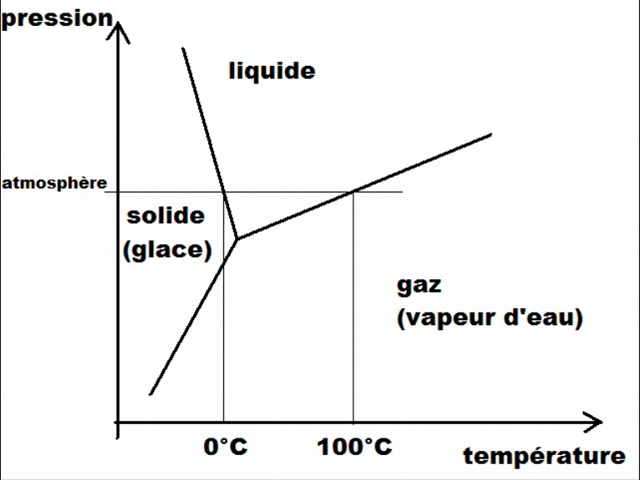 pression
liquide
atmosphère
solide
(glace)
gaz
(vapeur d'eau)
0°C
100°C
température